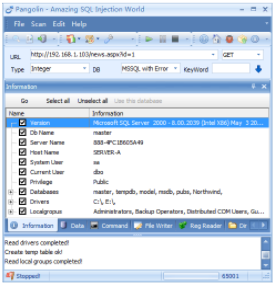 Pangolin - Amazing SQL Injection World
File Scan Edit Help
URL http://192.168.1.103/news.aspx?id=1 GET
Type Integer DB MSSQL with Error KeyWord
Information
Go Select all Unselect all Use this database
Name Information
Version Microsoft SQL Server 2000 - 8.00.2039 (Intel X86) May 3 20...
Db Name master
Server Name 888-4FC1B605A49
Host Name SERVER-A
System User sa
Current User dbo
Privilege Public
Databases master, tempdb, model, msdb, pubs, Northwind,
Drivers C:\, E:\,
Localgropus Administrators, Backup Operators, Distributed COM Users, Gu...
Information Data Command File Writer Reg Reader
Read drivers completed!
Create temp table ok!
Read local groups completed!
Stopped! 65001